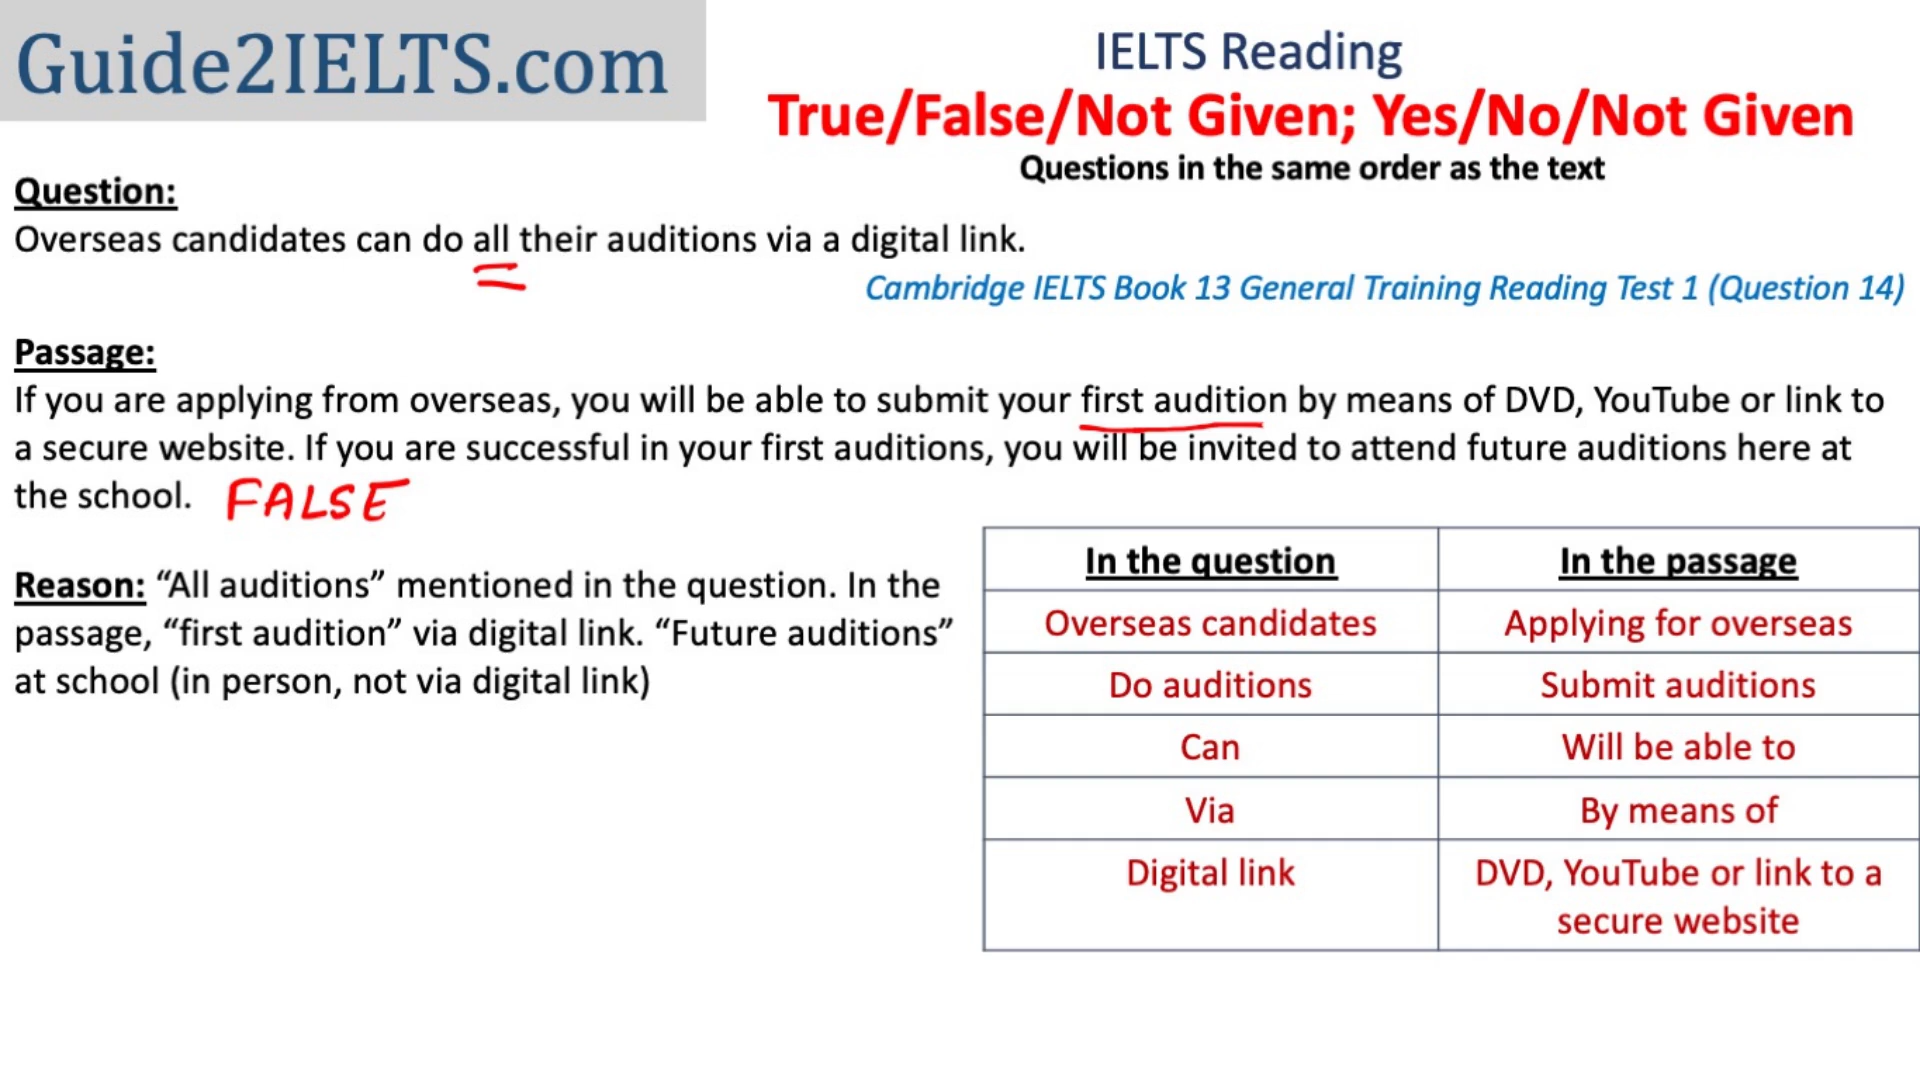 Guide2IELTS.com
IELTS Reading
True/False/Not Given; Yes/No/Not Given
Questions in the same order as the text
Question:
Overseas candidates can do all their auditions via a digital link.
Cambridge IELTS Book 13 General Training Reading Test 1 (Question 14)
Passage:
If you are applying from overseas, you will be able to submit your first audition by means of DVD, YouTube or link to
a secure website. If you are successful in your first auditions, you will be invited to attend future auditions here at
the school. FALSE
Reason: “All auditions” mentioned in the question. In the
passage, “first audition” via digital link. “Future auditions”
at school (in person, not via digital link)
In the question In the passage
Overseas candidates Applying for overseas
Do auditions Submit auditions
Can Will be able to
Via By means of
Digital link DVD, YouTube or link to a
secure website